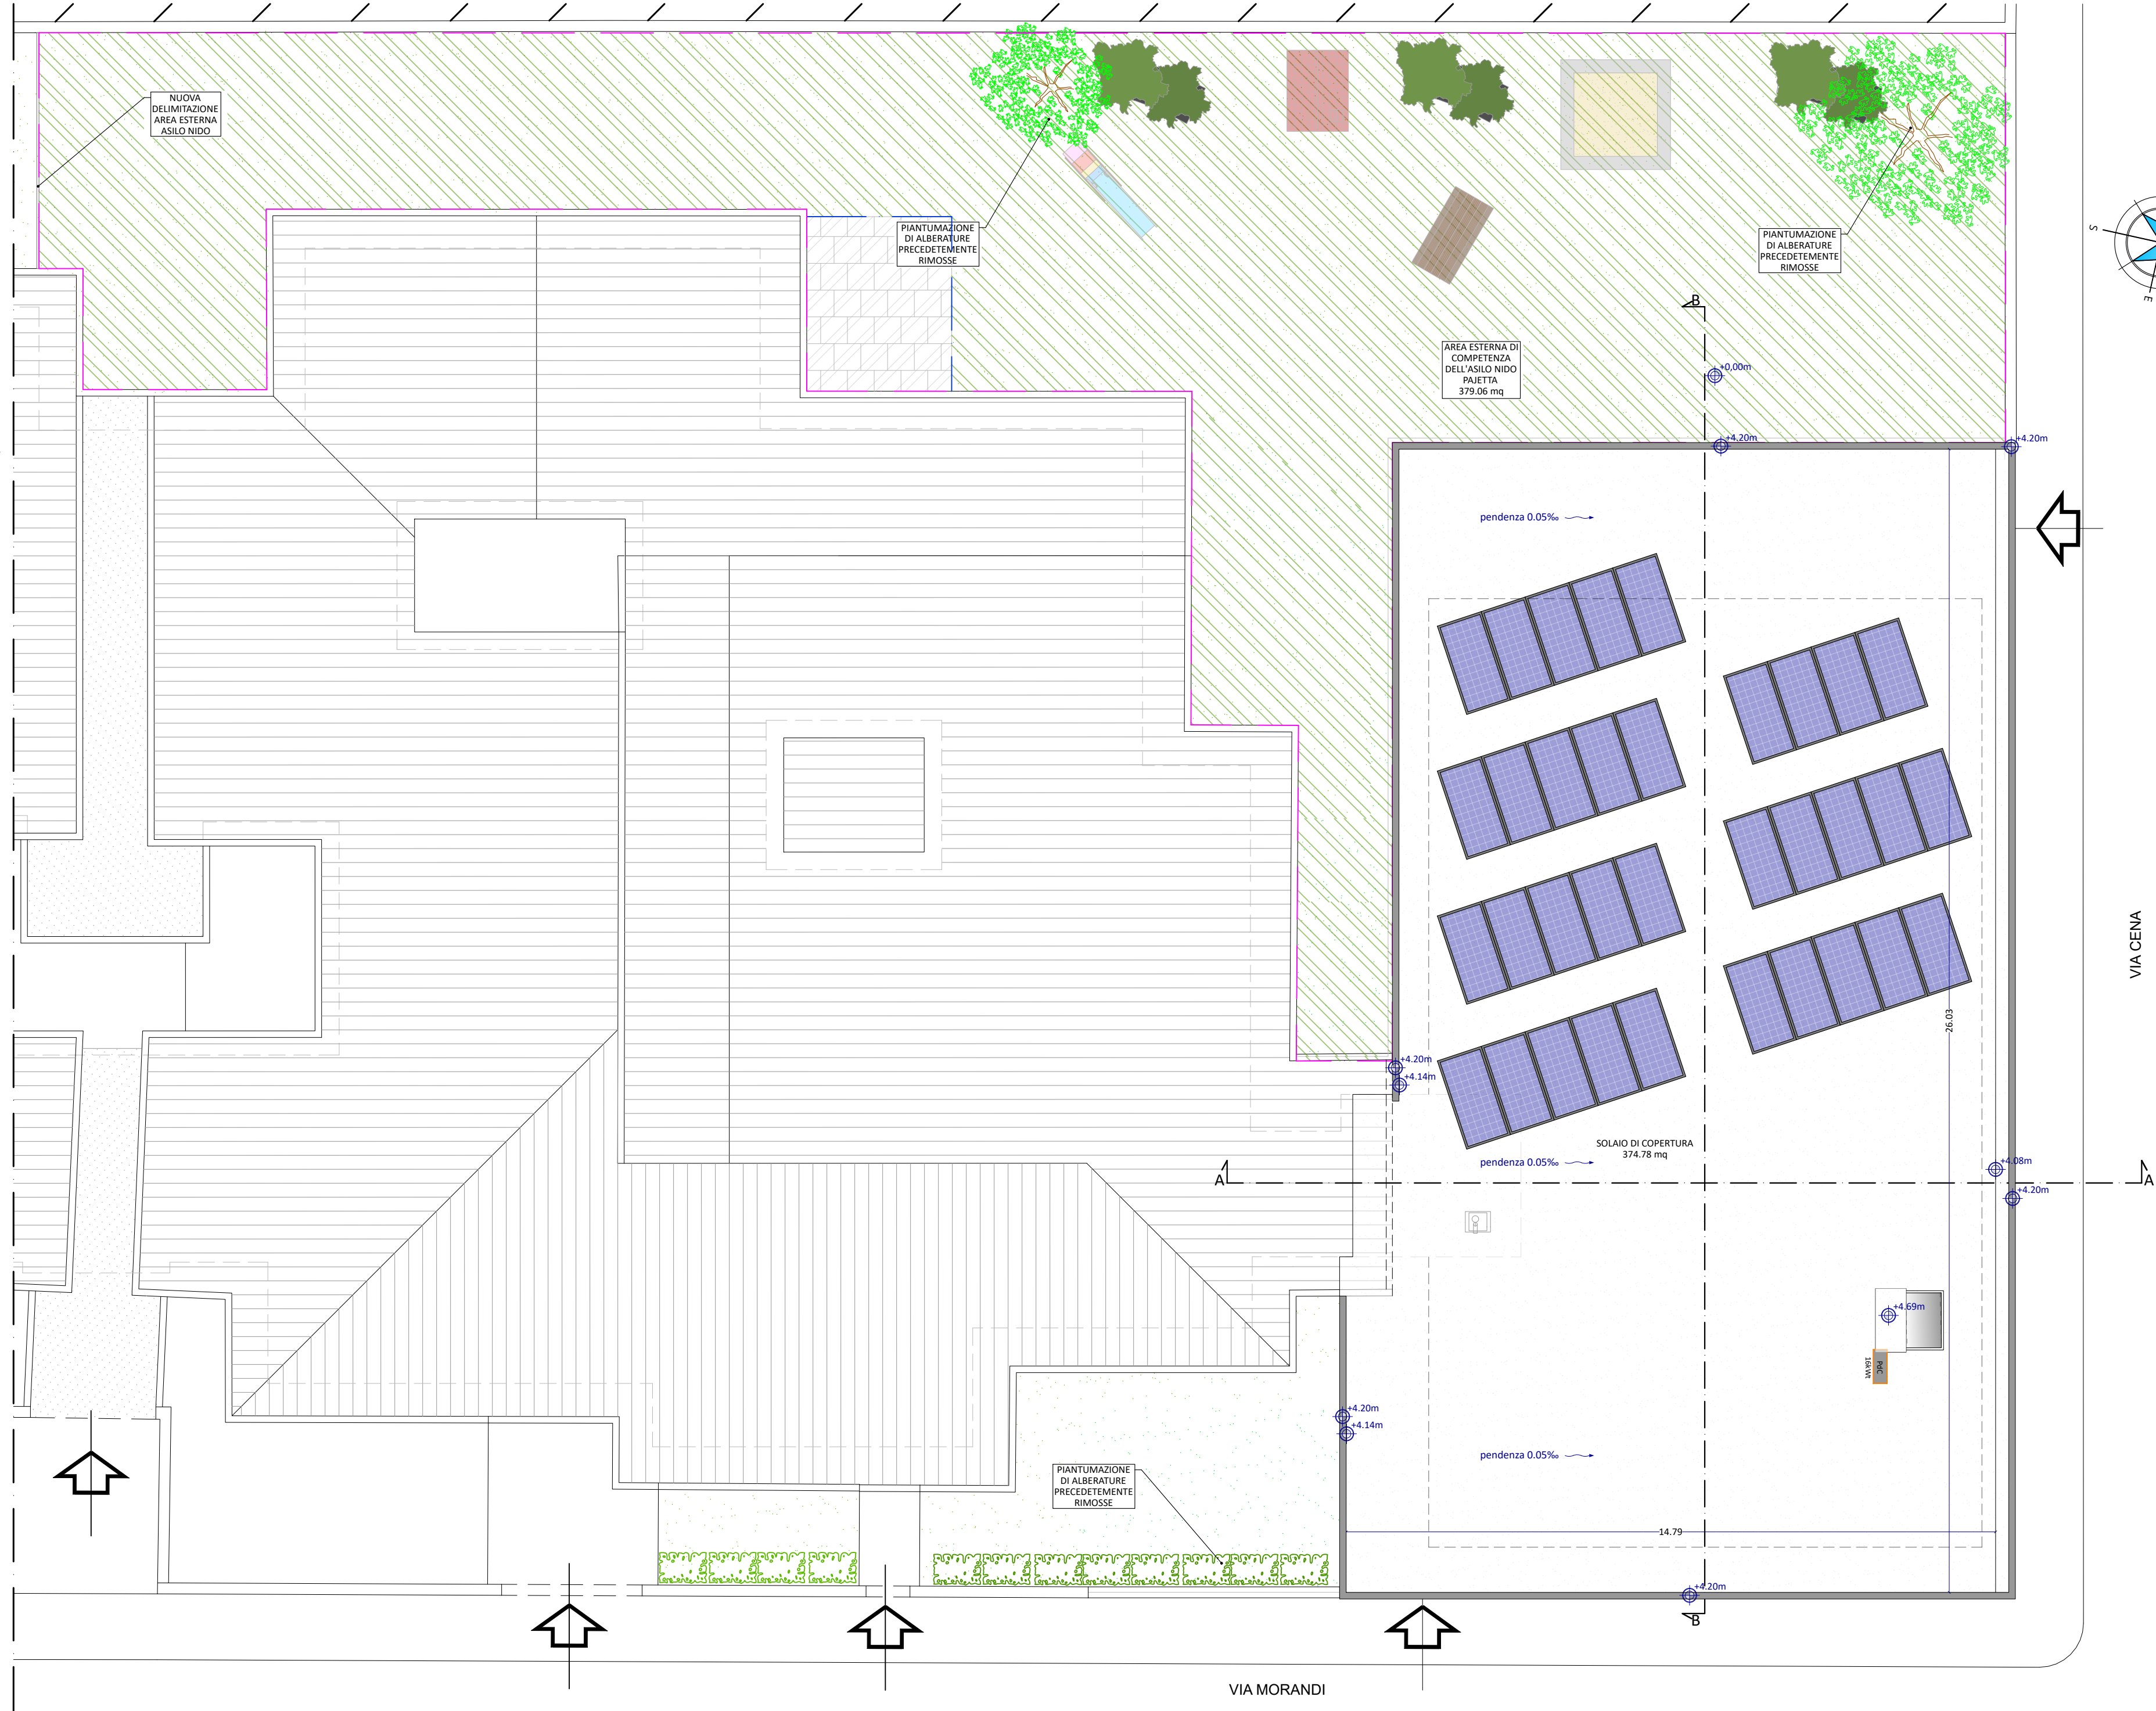 NUOVA
DELIMITAZIONE
AREA ESTERNA
ASILO NIDO
PIANTUMAZIONE
DI ALBERATURE
PRECEDETEMENTE
RIMOSSE
PIANTUMAZIONE
DI ALBERATURE
PRECEDETEMENTE
RIMOSSE
S
E
B
AREA ESTERNA DI
COMPETENZA
DELL'ASILO NIDO
PAJETTA
379.06 mq
+0,00m
+4.20m
+4.20m
pendenza 0.05‰
VIA CENA
26.03
+4.20m
+4.14m
SOLAIO DI COPERTURA
374.78 mq
pendenza 0.05‰
+4.08m
A
A
+4.20m
+4.69m
PdC
16kWt
+4.20m
+4.14m
pendenza 0.05‰
PIANTUMAZIONE
DI ALBERATURE
PRECEDETEMENTE
RIMOSSE
14.79
+4.20m
B
VIA MORANDI